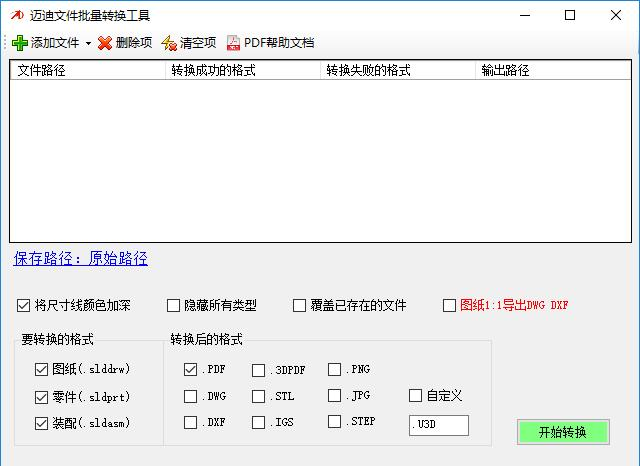 迈迪文件批量转换工具
添加文件 删除项 清空项 PDF帮助文档
文件路径 转换成功的格式 转换失败的格式 输出路径
保存路径：原始路径
将尺寸线颜色加深 隐藏所有类型 覆盖已存在的文件 图纸1:1导出DWG DXF
要转换的格式 转换后的格式
图纸(.slddrw) .PDF .3DPDF .PNG
零件(.sldprt) .DWG .STL .JPG 自定义
装配(.sldasm) .DXF .IGS .STEP .U3D
开始转换